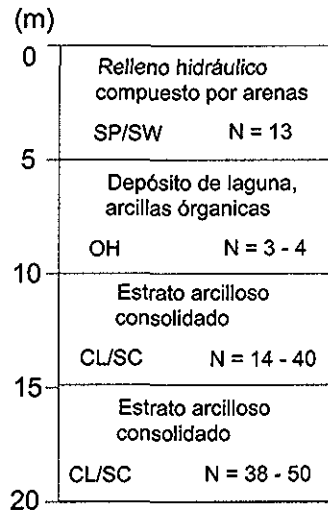 (m)
0
Relleno hidráulico
compuesto por arenas
SP/SW N = 13
5
Depósito de laguna,
arcillas órganicas
OH N = 3 - 4
10
Estrato arcilloso
consolidado
CL/SC N = 14 - 40
15
Estrato arcilloso
consolidado
CL/SC N = 38 - 50
20